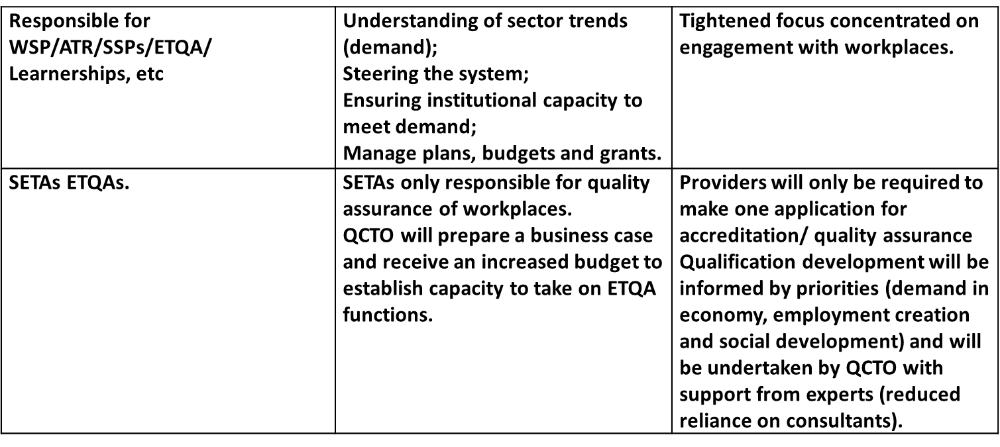 Responsible for
WSP/ATR/SSPs/ETQA/
Learnerships, etc
Understanding of sector trends
(demand);
Steering the system;
Ensuring institutional capacity to
meet demand;
Manage plans, budgets and grants.
Tightened focus concentrated on
engagement with workplaces.
SETAs ETQAs.
SETAs only responsible for quality
assurance of workplaces.
QCTO will prepare a business case
and receive an increased budget to
establish capacity to take on ETQA
functions.
Providers will only be required to
make one application for
accreditation/ quality assurance
Qualification development will be
informed by priorities (demand in
economy, employment creation
and social development) and will
be undertaken by QCTO with
support from experts (reduced
reliance on consultants).